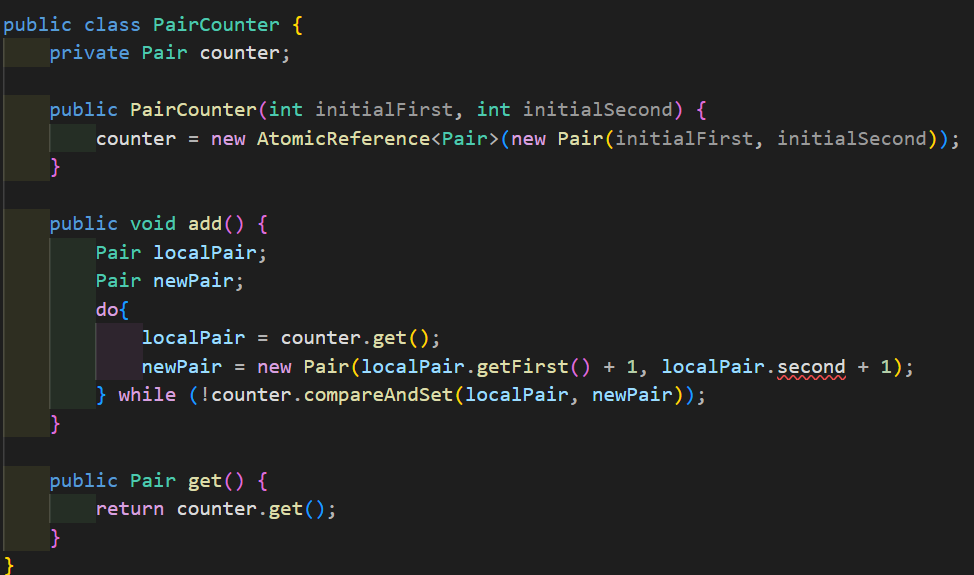 public class PairCounter {
    private Pair counter;

    public PairCounter(int initialFirst, int initialSecond) {
        counter = new AtomicReference<Pair>(new Pair(initialFirst, initialSecond));
    }

    public void add() {
        Pair localPair;
        Pair newPair;
        do{
            localPair = counter.get();
            newPair = new Pair(localPair.getFirst() + 1, localPair.second + 1);
        } while (!counter.compareAndSet(localPair, newPair));
    }

    public Pair get() {
        return counter.get();
    }
}